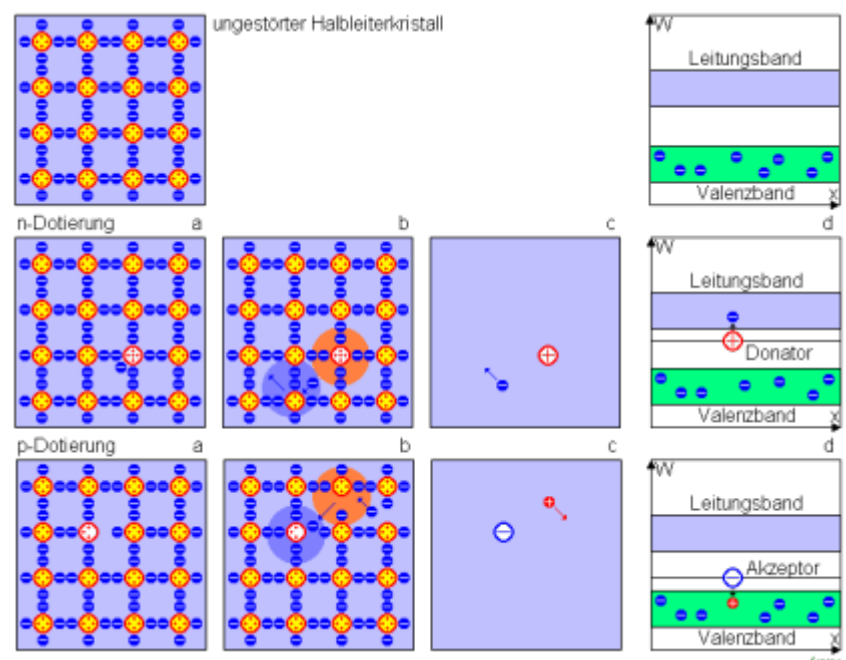 ungestörter Halbleiterkristall
W
Leitungsband
Valenzband
x
n-Dotierung a b c d
W
Leitungsband
Donator
Valenzband
x
p-Dotierung a b c d
W
Leitungsband
Akzeptor
Valenzband
x